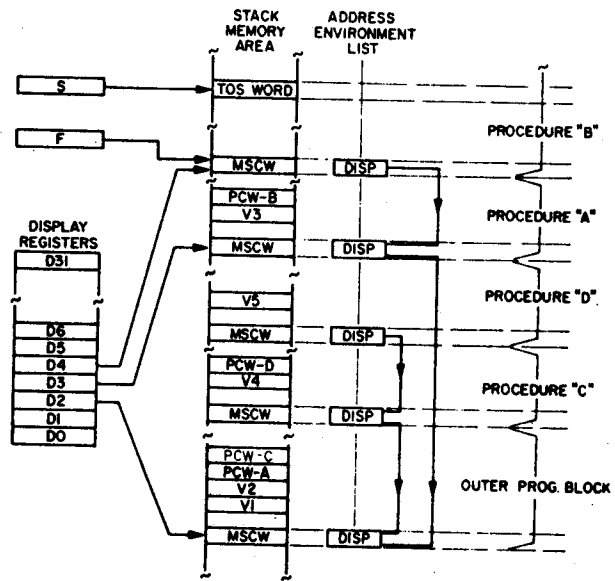 STACK MEMORY AREA
ADDRESS ENVIRONMENT LIST
S
TOS WORD
F
PROCEDURE "B"
MSCW
DISP
PCW-B
V3
PROCEDURE "A"
DISPLAY REGISTERS
MSCW
DISP
D31
V5
PROCEDURE "D"
D6
MSCW
DISP
D5
D4
PCW-D
D3
V4
PROCEDURE "C"
D2
MSCW
DISP
D1
D0
PCW-C
PCW-A
V2
OUTER PROG. BLOCK
V1
MSCW
DISP